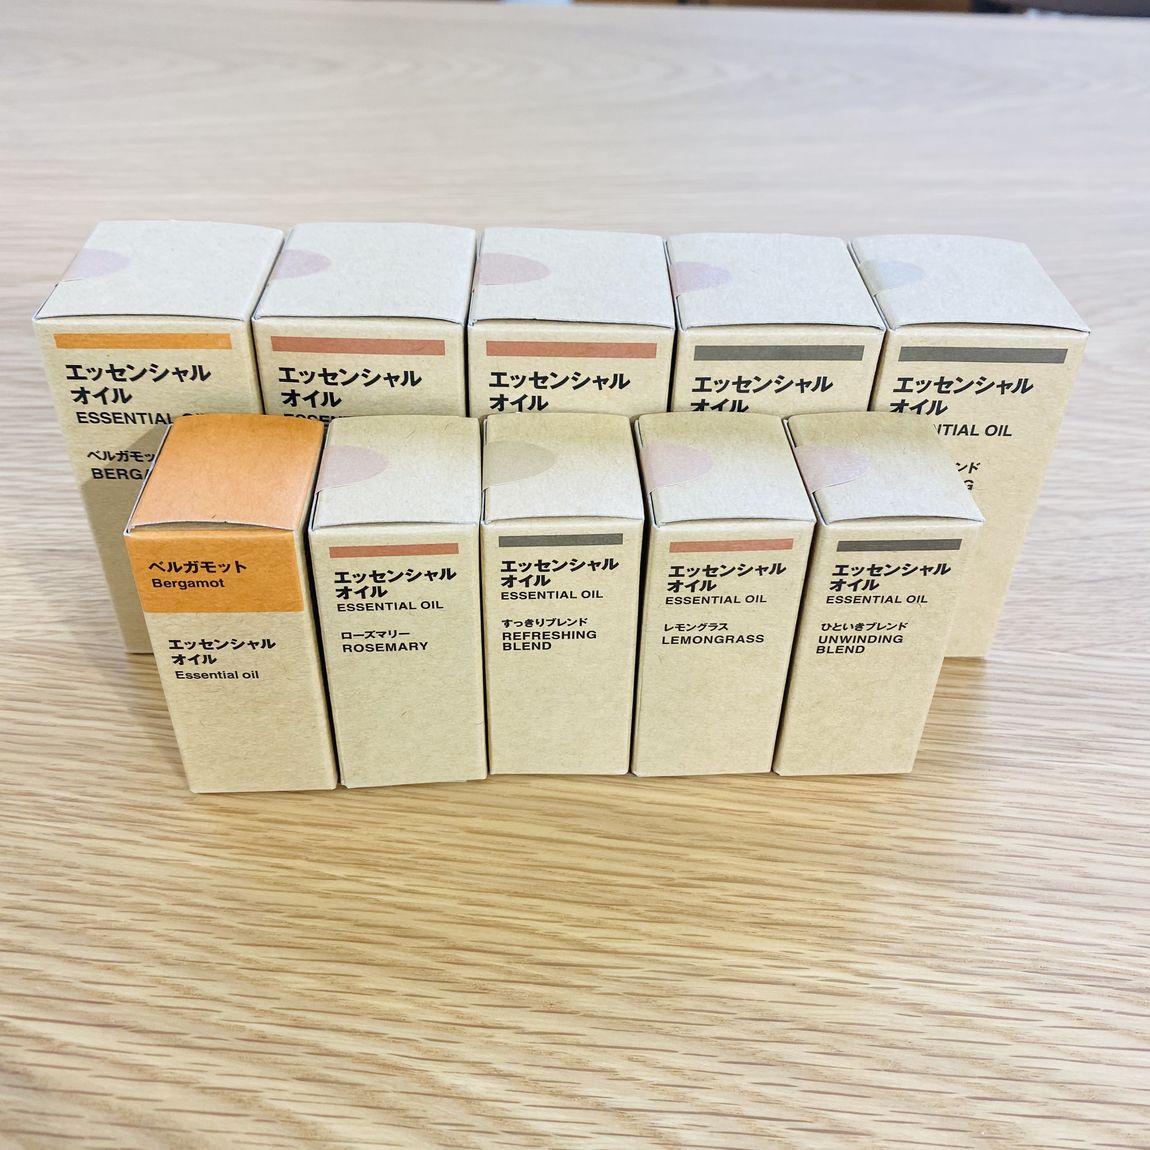 エッセンシャル
オイル
ESSENTIAL
ベルガモッ
BERGA
エッセンシャル
オイル
エッセンシャル
オイル
エッセンシャル
オイル
エッセンシャル
オイル
NTIAL OIL
ンド
ベルガモット
Bergamot
エッセンシャル
オイル
Essential oil
エッセンシャル
オイル
ESSENTIAL OIL
ローズマリー
ROSEMARY
エッセンシャル
オイル
ESSENTIAL OIL
すっきりブレンド
REFRESHING
BLEND
エッセンシャル
オイル
ESSENTIAL OIL
レモングラス
LEMONGRASS
エッセンシャル
オイル
ESSENTIAL OIL
ひといきブレンド
UNWINDING
BLEND